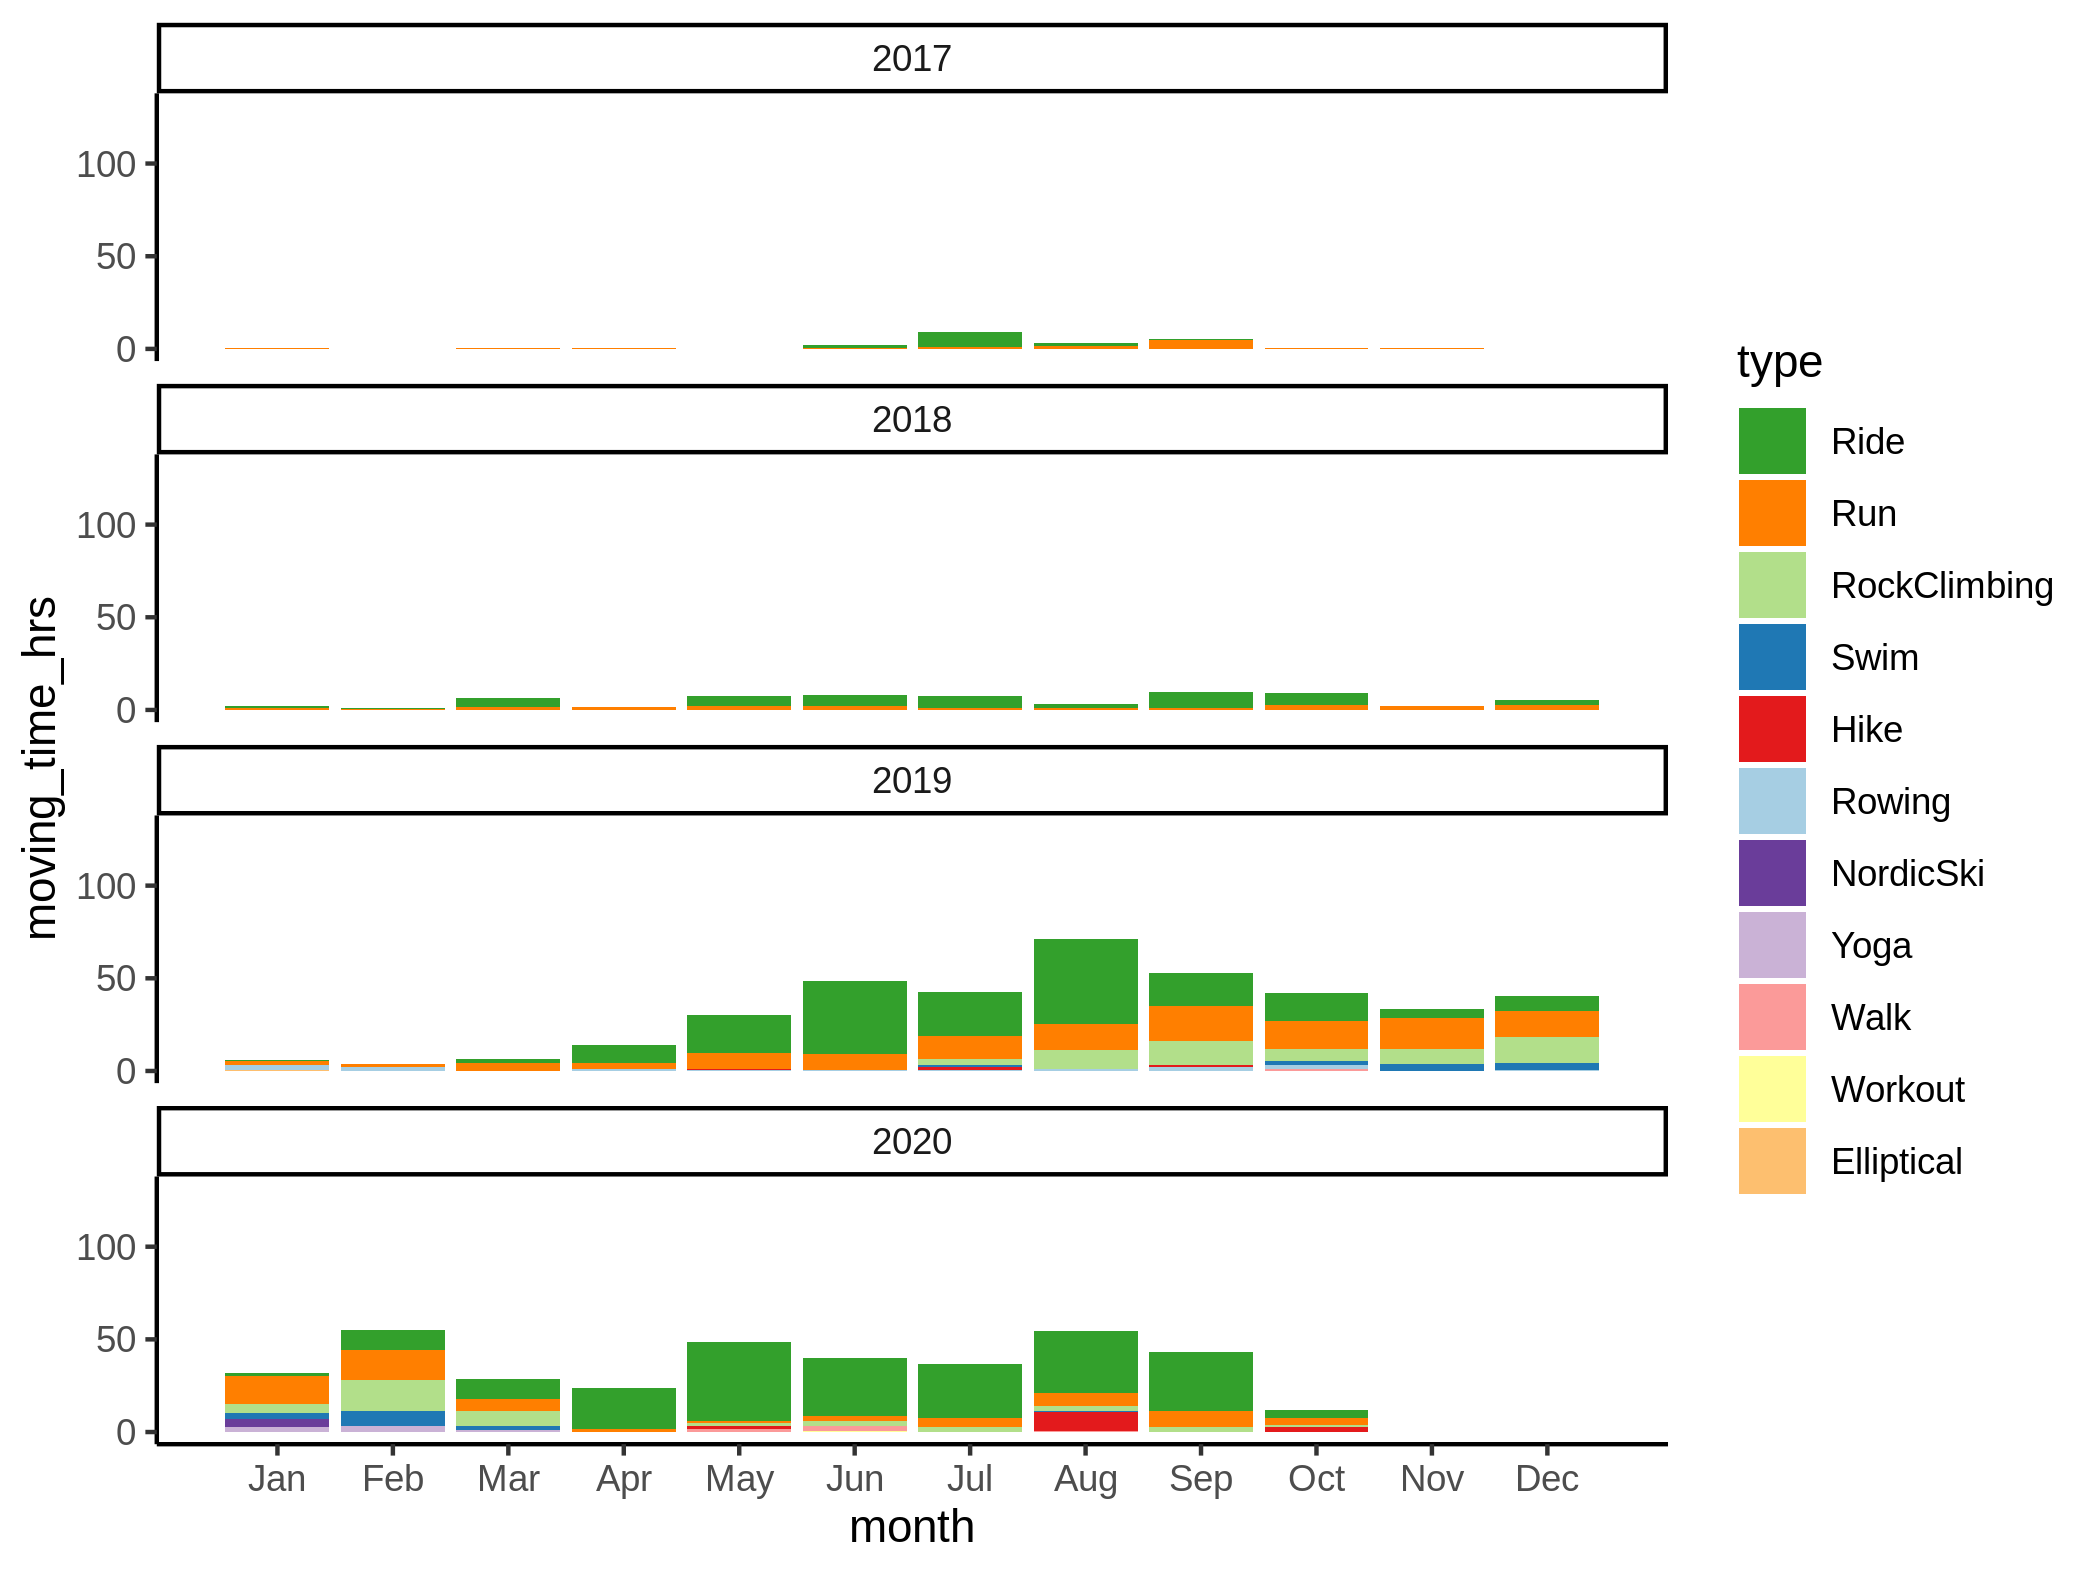 2017
100
50
0
2018
100
50
0
2019
100
50
0
2020
100
50
0
Jan Feb Mar Apr May Jun Jul Aug Sep Oct Nov Dec
month
moving_time_hrs
type
Ride
Run
RockClimbing
Swim
Hike
Rowing
NordicSki
Yoga
Walk
Workout
Elliptical